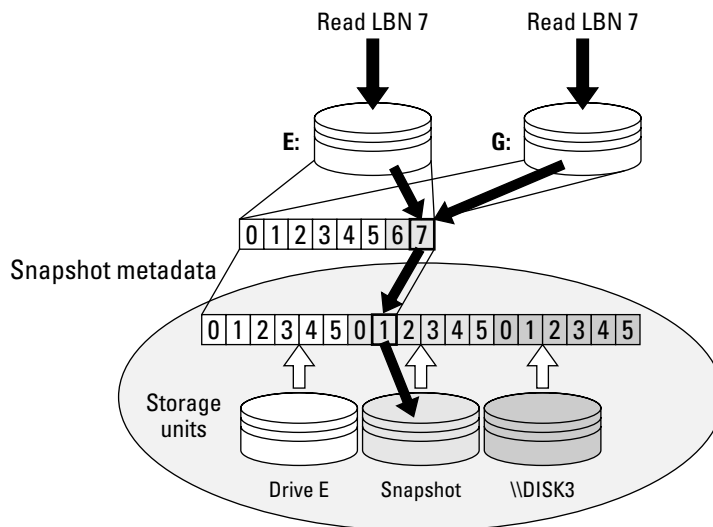 Read LBN 7 Read LBN 7
E: G:
0 1 2 3 4 5 6 7
Snapshot metadata
0 1 2 3 4 5 0 1 2 3 4 5 0 1 2 3 4 5
Storage
units
Drive E Snapshot \\DISK3